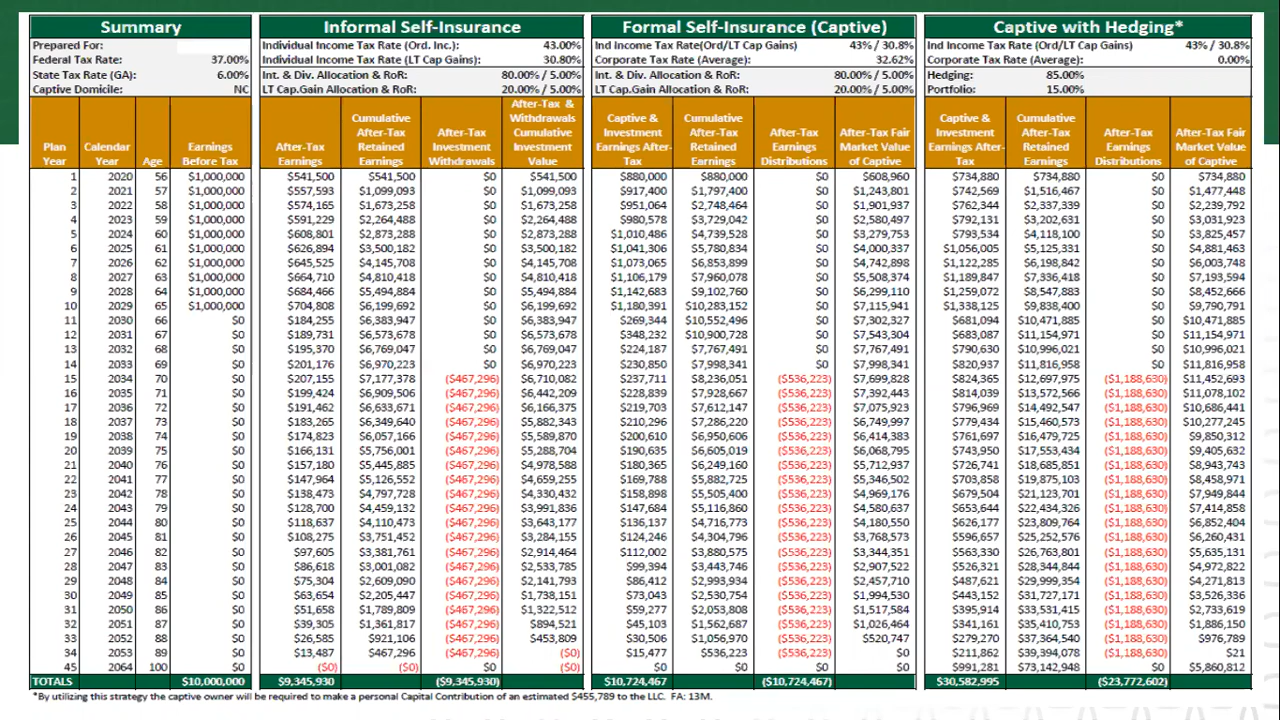 Summary Informal Self-Insurance Formal Self-Insurance (Captive) Captive with Hedging*
Prepared For: Individual Income Tax Rate (Ord. Inc.): 43.00% Ind Income Tax Rate(Ord/LT Cap Gains) 43% / 30.8% Ind Income Tax Rate (Ord/LT Cap Gains) 43% / 30.8%
Federal Tax Rate: 37.00% Individual Income Tax Rate (LT Cap Gains): 30.80% Corporate Tax Rate (Average): 32.62% Corporate Tax Rate (Average): 0.00%
State Tax Rate (GA): 6.00% Int. & Div. Allocation & RoR: 80.00% / 5.00% Int. & Div. Allocation & RoR: 80.00% / 5.00% Hedging: 85.00%
Captive Domicile: NC LT Cap.Gain Allocation & RoR: 20.00% / 5.00% LT Cap.Gain Allocation & RoR: 20.00% / 5.00% Portfolio: 15.00%
Plan Year Calendar Year Age Earnings Before Tax After-Tax Earnings Cumulative After-Tax Retained Earnings After-Tax Investment Withdrawals After-Tax & Withdrawals Cumulative Investment Value Captive & Investment Earnings After-Tax Cumulative After-Tax Retained Earnings After-Tax Earnings Distributions After-Tax Fair Market Value of Captive Captive & Investment Earnings After-Tax Cumulative After-Tax Retained Earnings After-Tax Earnings Distributions After-Tax Fair Market Value of Captive
1 2020 56 $1,000,000 $541,500 $541,500 $0 $541,500 $880,000 $880,000 $0 $608,960 $734,880 $734,880 $0 $734,880
2 2021 57 $1,000,000 $557,593 $1,099,093 $0 $1,099,093 $917,400 $1,797,400 $0 $1,243,801 $742,569 $1,516,467 $0 $1,477,448
3 2022 58 $1,000,000 $574,165 $1,673,258 $0 $1,673,258 $951,064 $2,748,464 $0 $1,901,937 $762,344 $2,337,339 $0 $2,239,792
4 2023 59 $1,000,000 $591,229 $2,264,488 $0 $2,264,488 $980,578 $3,729,042 $0 $2,580,497 $792,131 $3,202,631 $0 $3,031,923
5 2024 60 $1,000,000 $608,801 $2,873,288 $0 $2,873,288 $1,010,486 $4,739,528 $0 $3,279,753 $793,534 $4,118,100 $0 $3,825,457
6 2025 61 $1,000,000 $626,894 $3,500,182 $0 $3,500,182 $1,041,306 $5,780,834 $0 $4,000,337 $1,056,005 $5,125,331 $0 $4,881,463
7 2026 62 $1,000,000 $645,525 $4,145,708 $0 $4,145,708 $1,073,065 $6,853,899 $0 $4,742,898 $1,122,285 $6,198,842 $0 $6,003,748
8 2027 63 $1,000,000 $664,710 $4,810,418 $0 $4,810,418 $1,106,179 $7,960,078 $0 $5,508,374 $1,189,847 $7,336,418 $0 $7,193,594
9 2028 64 $1,000,000 $684,466 $5,494,884 $0 $5,494,884 $1,142,683 $9,102,760 $0 $6,299,110 $1,259,072 $8,547,883 $0 $8,452,666
10 2029 65 $1,000,000 $704,808 $6,199,692 $0 $6,199,692 $1,180,391 $10,283,152 $0 $7,115,941 $1,338,125 $9,838,400 $0 $9,790,791
11 2030 66 $0 $184,255 $6,383,947 $0 $6,383,947 $269,344 $10,552,496 $0 $7,302,327 $681,094 $10,471,885 $0 $10,471,885
12 2031 67 $0 $189,731 $6,573,678 $0 $6,573,678 $348,232 $10,900,728 $0 $7,543,304 $683,087 $11,154,971 $0 $11,154,971
13 2032 68 $0 $195,370 $6,769,047 $0 $6,769,047 $224,187 $7,767,491 $0 $7,767,491 $790,630 $10,996,021 $0 $10,996,021
14 2033 69 $0 $201,176 $6,970,223 $0 $6,970,223 $230,850 $7,998,341 $0 $7,998,341 $820,937 $11,816,958 $0 $11,816,958
15 2034 70 $0 $207,155 $7,177,378 ($467,296) $6,710,082 $237,711 $8,236,051 ($536,223) $7,699,828 $824,365 $12,697,975 ($1,188,630) $11,452,693
16 2035 71 $0 $199,424 $6,909,506 ($467,296) $6,442,209 $228,839 $7,928,667 ($536,223) $7,392,443 $814,039 $13,572,566 ($1,188,630) $11,078,102
17 2036 72 $0 $191,462 $6,633,671 ($467,296) $6,166,375 $219,703 $7,612,147 ($536,223) $7,075,923 $796,969 $14,492,547 ($1,188,630) $10,686,441
18 2037 73 $0 $183,265 $6,349,640 ($467,296) $5,882,343 $210,296 $7,286,220 ($536,223) $6,749,997 $779,434 $15,460,573 ($1,188,630) $10,277,245
19 2038 74 $0 $174,823 $6,057,166 ($467,296) $5,589,870 $200,610 $6,950,606 ($536,223) $6,414,383 $761,697 $16,479,725 ($1,188,630) $9,850,312
20 2039 75 $0 $166,131 $5,756,001 ($467,296) $5,288,704 $190,635 $6,605,019 ($536,223) $6,068,795 $743,950 $17,553,434 ($1,188,630) $9,405,632
21 2040 76 $0 $157,180 $5,445,885 ($467,296) $4,978,588 $180,365 $6,249,160 ($536,223) $5,712,937 $726,741 $18,685,851 ($1,188,630) $8,943,743
22 2041 77 $0 $147,964 $5,126,552 ($467,296) $4,659,255 $169,788 $5,882,725 ($536,223) $5,346,502 $703,858 $19,875,103 ($1,188,630) $8,458,971
23 2042 78 $0 $138,473 $4,797,728 ($467,296) $4,330,432 $158,898 $5,505,400 ($536,223) $4,969,176 $679,504 $21,123,701 ($1,188,630) $7,949,844
24 2043 79 $0 $128,700 $4,459,132 ($467,296) $3,991,836 $147,684 $5,116,860 ($536,223) $4,580,637 $653,644 $22,434,326 ($1,188,630) $7,414,858
25 2044 80 $0 $118,637 $4,110,473 ($467,296) $3,643,177 $136,137 $4,716,773 ($536,223) $4,180,550 $626,177 $23,809,764 ($1,188,630) $6,852,404
26 2045 81 $0 $108,275 $3,751,452 ($467,296) $3,284,155 $124,246 $4,304,796 ($536,223) $3,768,573 $596,657 $25,252,576 ($1,188,630) $6,260,431
27 2046 82 $0 $97,605 $3,381,761 ($467,296) $2,914,464 $112,002 $3,880,575 ($536,223) $3,344,351 $563,330 $26,763,801 ($1,188,630) $5,635,131
28 2047 83 $0 $86,618 $3,001,082 ($467,296) $2,533,785 $99,394 $3,443,746 ($536,223) $2,907,522 $526,321 $28,344,844 ($1,188,630) $4,972,822
29 2048 84 $0 $75,304 $2,609,090 ($467,296) $2,141,793 $86,412 $2,993,934 ($536,223) $2,457,710 $487,621 $29,999,354 ($1,188,630) $4,271,813
30 2049 85 $0 $63,654 $2,205,447 ($467,296) $1,738,151 $73,043 $2,530,754 ($536,223) $1,994,530 $443,152 $31,727,171 ($1,188,630) $3,526,336
31 2050 86 $0 $51,658 $1,789,809 ($467,296) $1,322,512 $59,277 $2,053,808 ($536,223) $1,517,584 $395,914 $33,531,415 ($1,188,630) $2,733,619
32 2051 87 $0 $39,305 $1,361,817 ($467,296) $894,521 $45,103 $1,562,687 ($536,223) $1,026,464 $341,161 $35,410,753 ($1,188,630) $1,886,150
33 2052 88 $0 $26,585 $921,106 ($467,296) $453,809 $30,506 $1,056,970 ($536,223) $520,747 $279,270 $37,364,540 ($1,188,630) $976,789
34 2053 89 $0 $13,487 $467,296 ($467,296) ($0) $15,477 $536,223 ($536,223) $0 $211,862 $39,394,078 ($1,188,630) $21
45 2064 100 $0 ($0) ($0) $0 ($0) $0 $0 $0 $0 $991,281 $73,142,948 $0 $5,860,812
TOTALS $10,000,000 $9,345,930 ($9,345,930) $10,724,467 ($10,724,467) $30,582,995 ($23,772,602)
*By utilizing this strategy the captive owner will be required to make a personal Capital Contribution of an estimated $455,789 to the LLC. FA: 13M.